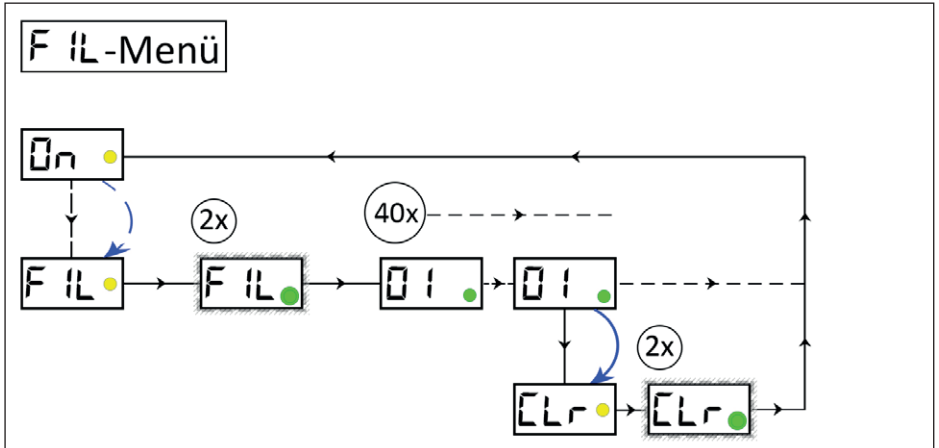 FIL-Menü
On
2x
40x
FIL
FIL
01
01
2x
CLr
CLr